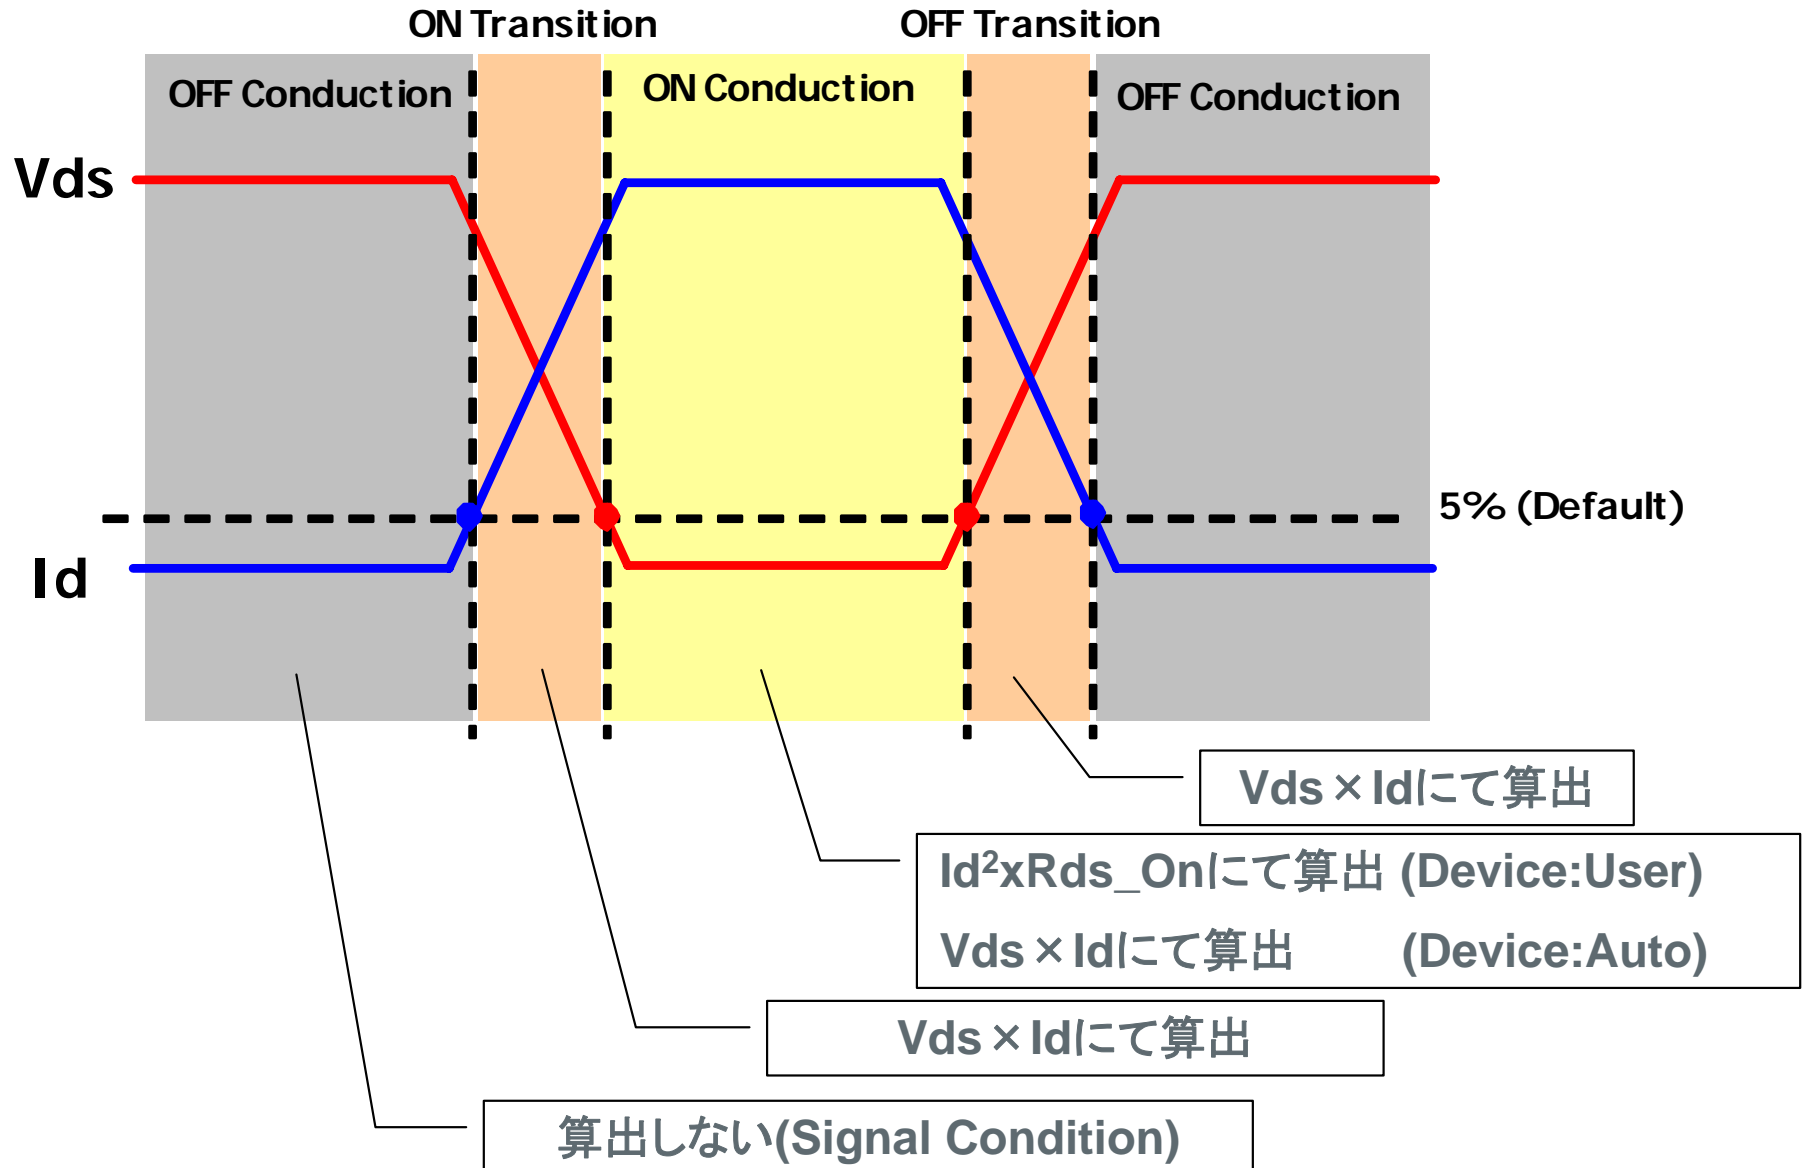 ON Transition
OFF Transition
OFF Conduction
ON Conduction
OFF Conduction
Vds
5% (Default)
Id
Vds×Idにて算出
Id²xRds_Onにて算出 (Device:User)
Vds×Idにて算出 (Device:Auto)
Vds×Idにて算出
算出しない(Signal Condition)